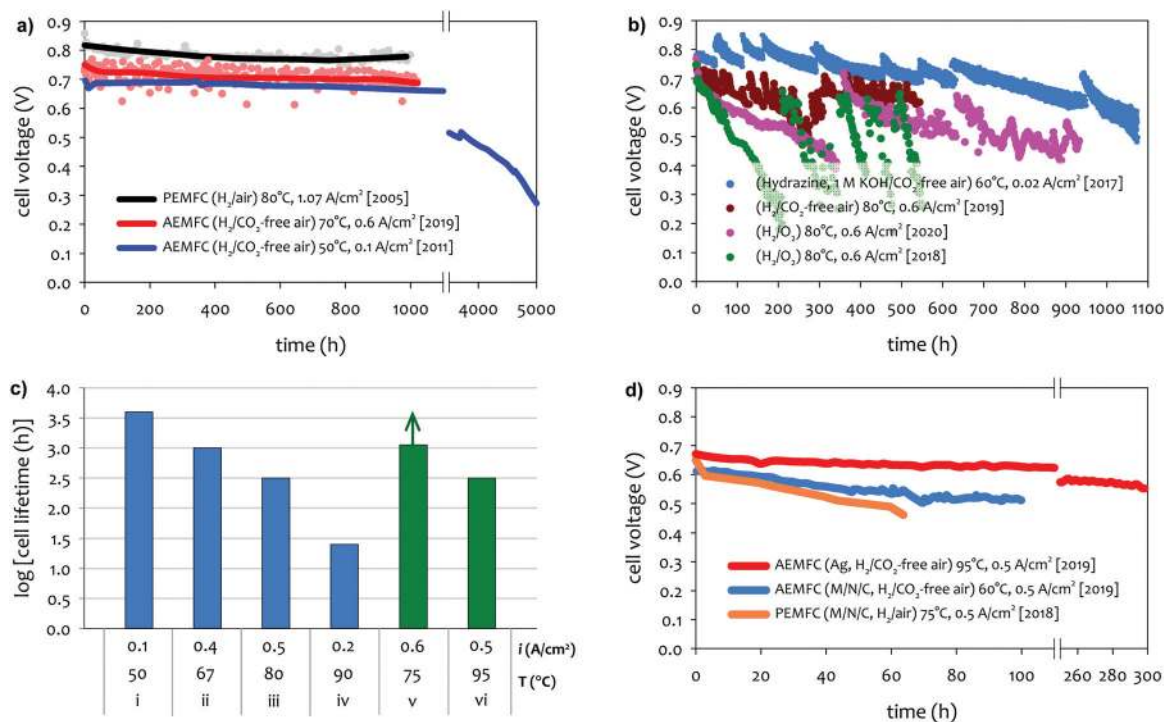 a)
0.9
0.8
0.7
0.6
0.5
0.4
0.3
0.2
0.1
0.0
cell voltage (V)
PEMFC (H₂/air) 80°C, 1.07 A/cm² [2005]
AEMFC (H₂/CO₂-free air) 70°C, 0.6 A/cm² [2019]
AEMFC (H₂/CO₂-free air) 50°C, 0.1 A/cm² [2011]
0 200 400 600 800 1000 4000 5000
time (h)
b)
0.9
0.8
0.7
0.6
0.5
0.4
0.3
0.2
0.1
0.0
cell voltage (V)
(Hydrazine, 1 M KOH/CO₂-free air) 60°C, 0.02 A/cm² [2017]
(H₂/CO₂-free air) 80°C, 0.6 A/cm² [2019]
(H₂/O₂) 80°C, 0.6 A/cm² [2020]
(H₂/O₂) 80°C, 0.6 A/cm² [2018]
0 100 200 300 400 500 600 700 800 900 1000 1100
time (h)
c)
4.0
3.5
3.0
2.5
2.0
1.5
1.0
0.5
0.0
log [cell lifetime (h)]
0.1 0.4 0.5 0.2 0.6 0.5 i (A/cm²)
50 67 80 90 75 95 T (°C)
i ii iii iv v vi
d)
0.9
0.8
0.7
0.6
0.5
0.4
0.3
0.2
0.1
0.0
cell voltage (V)
AEMFC (Ag, H₂/CO₂-free air) 95°C, 0.5 A/cm² [2019]
AEMFC (M/N/C, H₂/CO₂-free air) 60°C, 0.5 A/cm² [2019]
PEMFC (M/N/C, H₂/air) 75°C, 0.5 A/cm² [2018]
0 20 40 60 80 100 260 280 300
time (h)